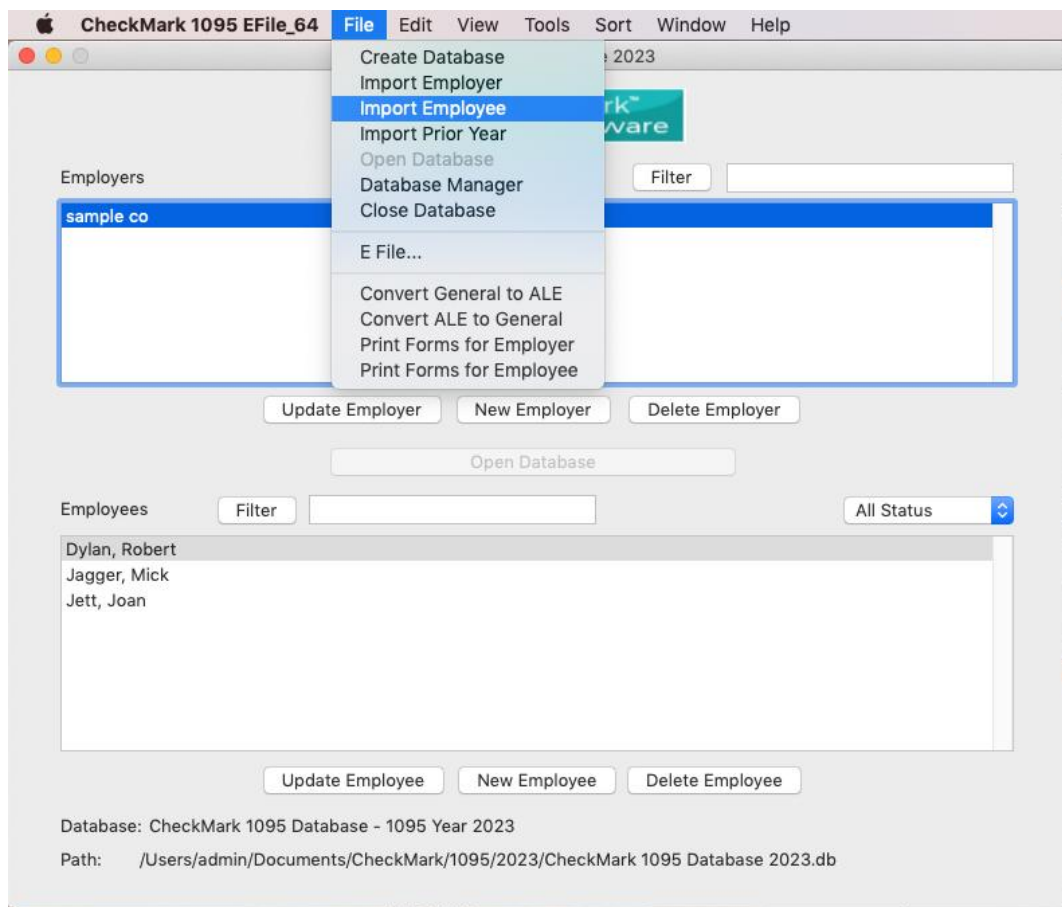 CheckMark 1095 EFile_64 File Edit View Tools Sort Window Help
2023
Create Database
Import Employer
Import Employee
Import Prior Year
Open Database
Database Manager
Close Database
E File...
Convert General to ALE
Convert ALE to General
Print Forms for Employer
Print Forms for Employee
Employers Filter
sample co
Update Employer New Employer Delete Employer
Open Database
Employees Filter All Status
Dylan, Robert
Jagger, Mick
Jett, Joan
Update Employee New Employee Delete Employee
Database: CheckMark 1095 Database - 1095 Year 2023
Path: /Users/admin/Documents/CheckMark/1095/2023/CheckMark 1095 Database 2023.db